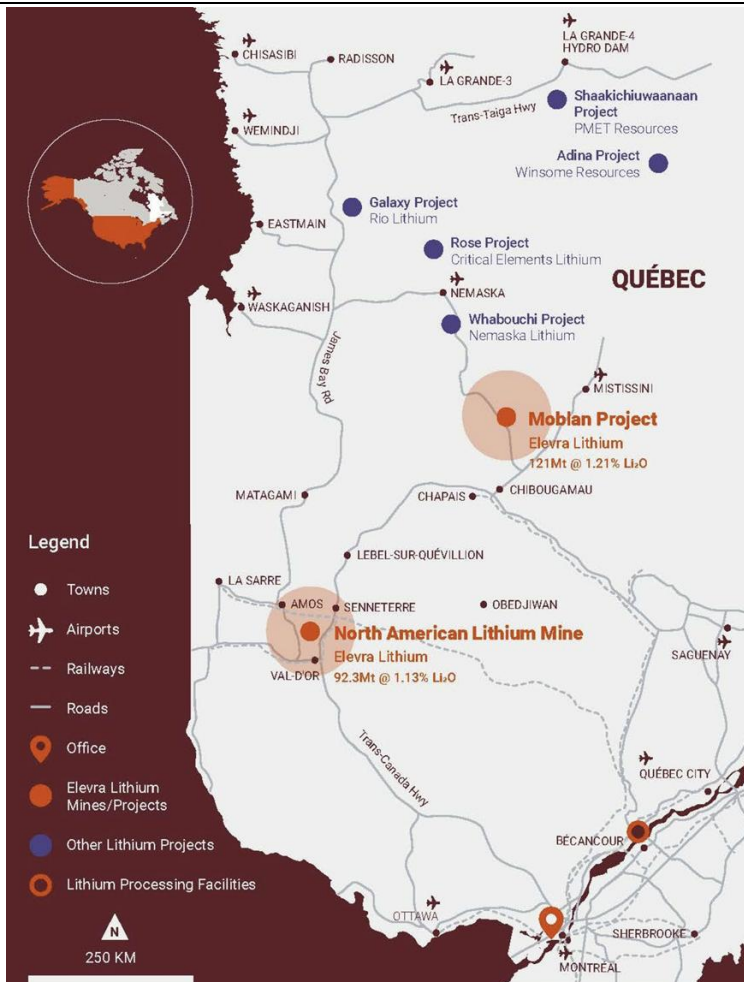 LA GRANDE-4
HYDRO DAM
CHISASIBI
RADISSON
LA GRANDE-3
Trans-Taiga Hwy
Shaakichiuwaanaan
Project
PMET Resources
WEMINDJI
Adina Project
Winsome Resources
Galaxy Project
Rio Lithium
EASTMAIN
Rose Project
Critical Elements Lithium
QUÉBEC
NEMASKA
WASKAGANISH
Whabouchi Project
Nemaska Lithium
James Bay Rd
MISTISSINI
Moblan Project
Elevra Lithium
121Mt @ 1.21% Li₂O
MATAGAMI
CHAPAIS
CHIBOUGAMAU
LEBEL-SUR-QUÉVILLION
LA SARRE
AMOS
SENNETERRE
OBEDJIWAN
North American Lithium Mine
Elevra Lithium
92.3Mt @ 1.13% Li₂O
VAL-D'OR
SAGUENAY
Trans-Canada Hwy
QUÉBEC CITY
BÉCANCOUR
OTTAWA
SHERBROOKE
MONTRÉAL
Legend
Towns
Airports
Railways
Roads
Office
Elevra Lithium
Mines/Projects
Other Lithium Projects
Lithium Processing Facilities
N
250 KM